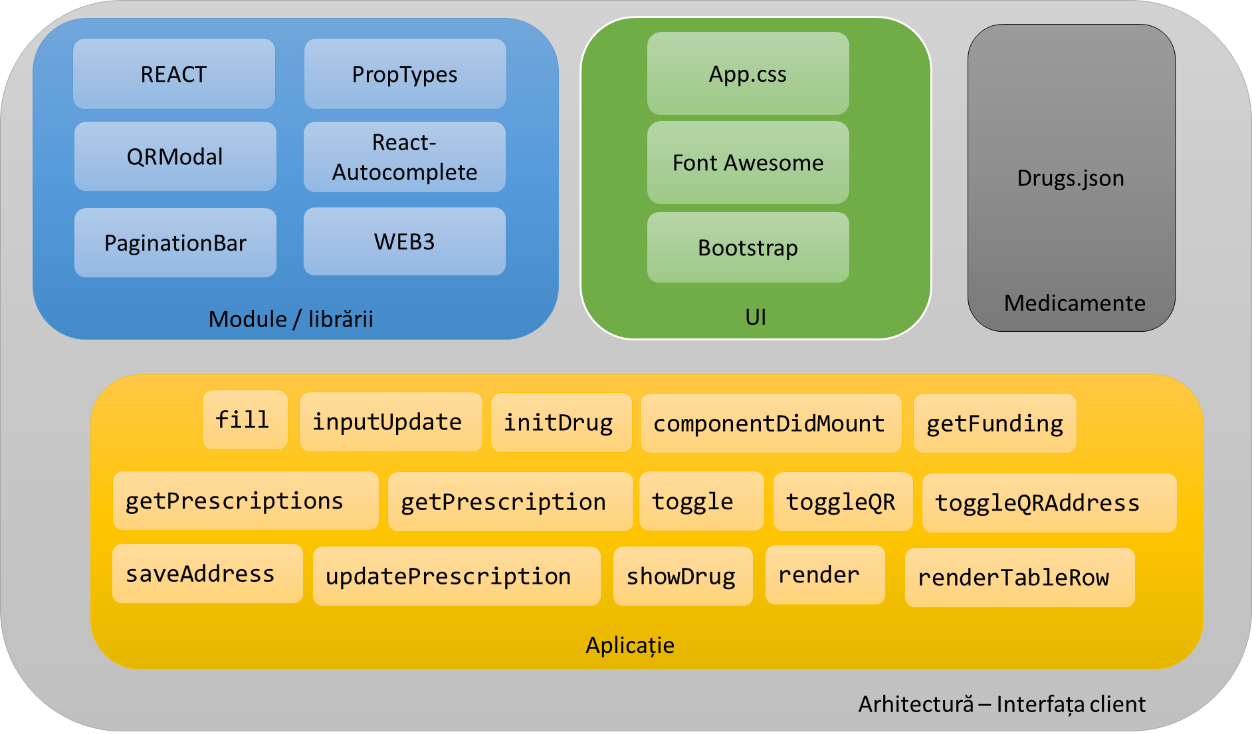 REACT
PropTypes
QRModal
React-
Autocomplete
PaginationBar
WEB3
Module / librării
App.css
Font Awesome
Bootstrap
UI
Drugs.json
Medicamente
fill
inputUpdate
initDrug
componentDidMount
getFunding
getPrescriptions
getPrescription
toggle
toggleQR
toggleQRAddress
saveAddress
updatePrescription
showDrug
render
renderTableRow
Aplicație
Arhitectură – Interfața client